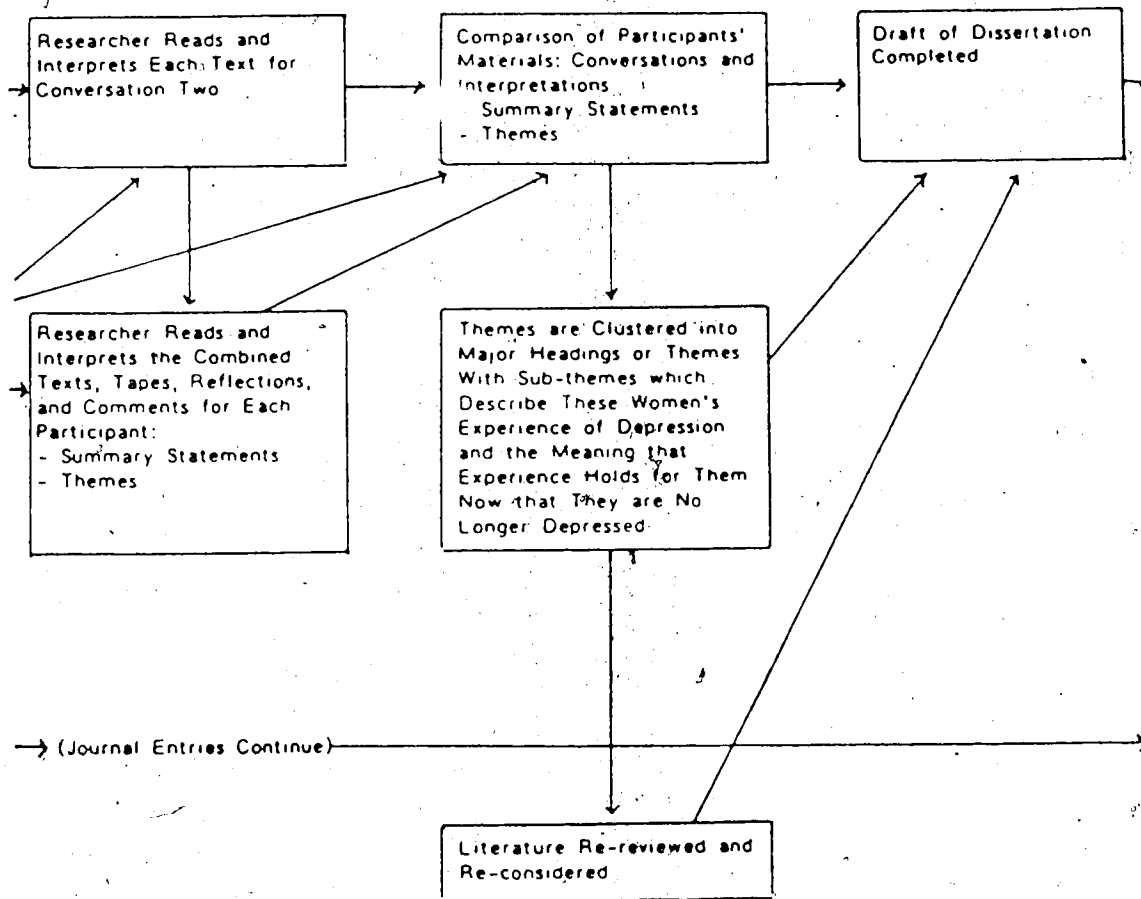 Researcher Reads and
Interprets Each Text for
Conversation Two
Comparison of Participants'
Materials: Conversations and
Interpretations
Summary Statements
- Themes
Draft of Dissertation
Completed
Researcher Reads and
Interprets the Combined
Texts, Tapes, Reflections,
and Comments for Each
Participant:
- Summary Statements
- Themes
Themes are Clustered into
Major Headings or Themes
With Sub-themes which
Describe These Women's
Experience of Depression
and the Meaning that
Experience Holds for Them
Now that They are No
Longer Depressed
(Journal Entries Continue)
Literature Re-reviewed and
Re-considered